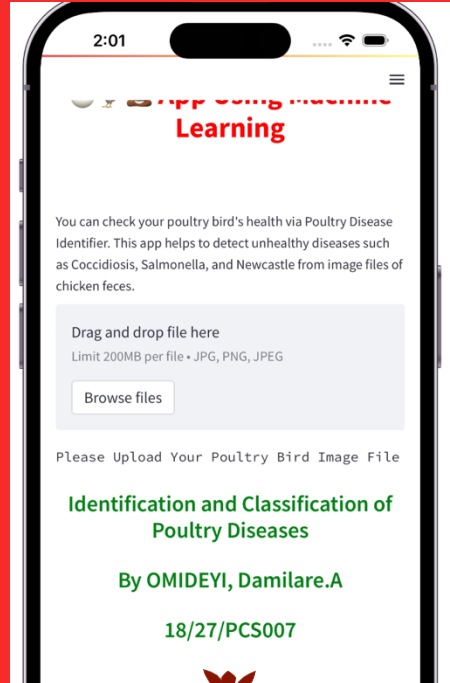 2:01
App Using Machine
Learning
You can check your poultry bird's health via Poultry Disease
Identifier. This app helps to detect unhealthy diseases such
as Coccidiosis, Salmonella, and Newcastle from image files of
chicken feces.
Drag and drop file here
Limit 200MB per file • JPG, PNG, JPEG
Browse files
Please Upload Your Poultry Bird Image File
Identification and Classification of
Poultry Diseases
By OMIDEYI, Damilare.A
18/27/PCS007